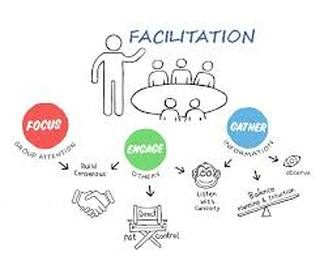 FACILITATION
FOCUS
GROUP ATTENTION
ENGAGE
OTHERS
GATHER
INFORMATION
Build
Consensus
Direct
not Control
Listen
with
Curiosity
observe
Balance
Planning & Intuition